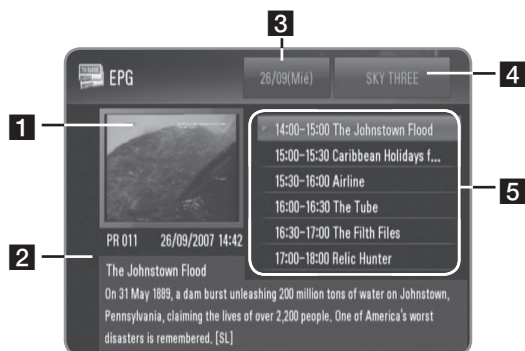 3
EPG
26/09(Mié)
SKY THREE
4
1
14:00-15:00 The Johnstown Flood
15:00-15:30 Caribbean Holidays f...
15:30-16:00 Airline
5
16:00-16:30 The Tube
16:30-17:00 The Filth Files
17:00-18:00 Relic Hunter
PR 011 26/09/2007 14:42
2
The Johnstown Flood
On 31 May 1889, a dam burst unleashing 200 million tons of water on Johnstown,
Pennsylvania, claiming the lives of over 2,200 people. One of America's worst
disasters is remembered. [SL]